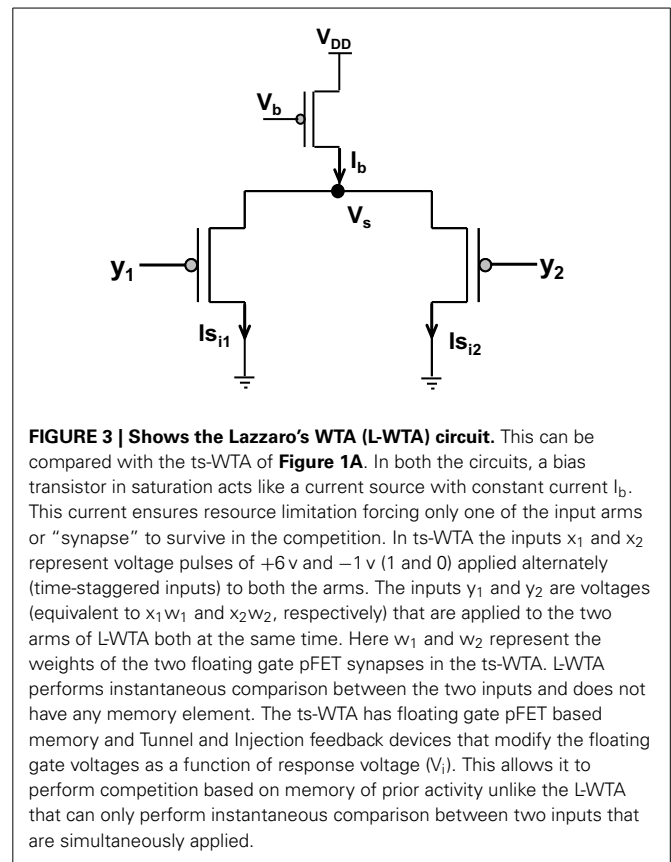 V_DD
V_b
I_b
V_s
y_1
y_2
Is_i1
Is_i2
FIGURE 3 | Shows the Lazzaro's WTA (L-WTA) circuit. This can be
compared with the ts-WTA of Figure 1A. In both the circuits, a bias
transistor in saturation acts like a current source with constant current I_b.
This current ensures resource limitation forcing only one of the input arms
or "synapse" to survive in the competition. In ts-WTA the inputs x_1 and x_2
represent voltage pulses of +6 v and −1 v (1 and 0) applied alternately
(time-staggered inputs) to both the arms. The inputs y_1 and y_2 are voltages
(equivalent to x_1w_1 and x_2w_2, respectively) that are applied to the two
arms of L-WTA both at the same time. Here w_1 and w_2 represent the
weights of the two floating gate pFET synapses in the ts-WTA. L-WTA
performs instantaneous comparison between the two inputs and does not
have any memory element. The ts-WTA has floating gate pFET based
memory and Tunnel and Injection feedback devices that modify the floating
gate voltages as a function of response voltage (V_i). This allows it to
perform competition based on memory of prior activity unlike the L-WTA
that can only perform instantaneous comparison between two inputs that
are simultaneously applied.